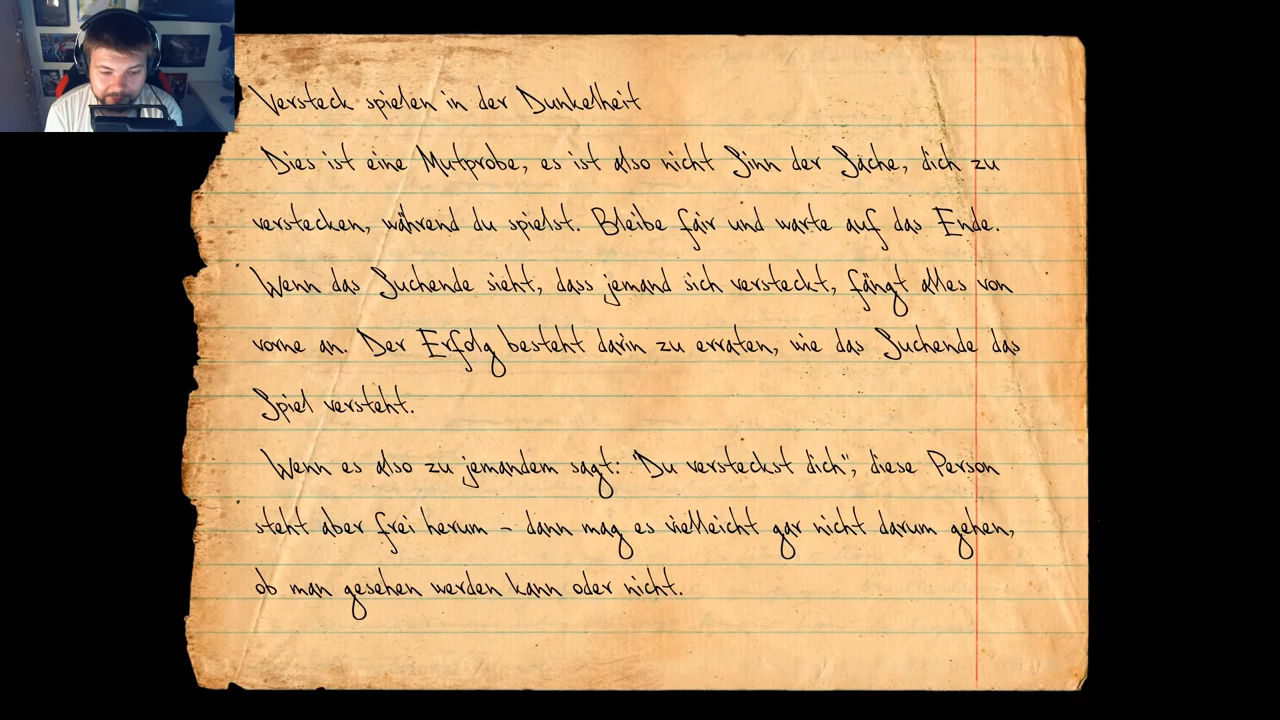 Versteck spielen in der Dunkelheit
Dies ist eine Mutprobe, es ist also nicht Sinn der Sache, dich zu
verstecken, während du spielst. Bleibe fair und warte auf das Ende.
Wenn das Suchende sieht, dass jemand sich versteckt, fängt alles von
vorne an. Der Erfolg besteht darin zu erraten, wie das Suchende das
Spiel versteht.
Wenn es also zu jemandem sagt: "Du versteckst dich", diese Person
steht aber frei herum - dann mag es vielleicht gar nicht darum gehen,
ob man gesehen werden kann oder nicht.